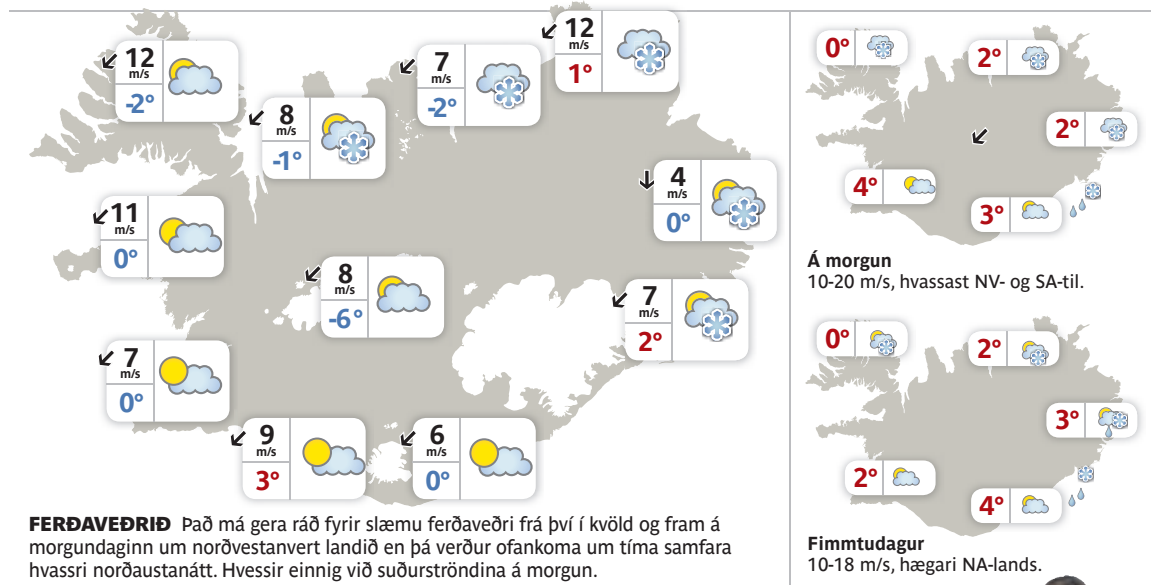 12
m/s
-2°
8
m/s
-1°
7
m/s
-2°
12
m/s
1°
11
m/s
0°
4
m/s
0°
8
m/s
-6°
7
m/s
2°
7
m/s
0°
9
m/s
3°
6
m/s
0°
FERÐAVEÐRIÐ Það má gera ráð fyrir slæmu ferðaveðri frá því í kvöld og fram á
morgundaginn um norðvestanvert landið en þá verður ofankoma um tíma samfara
hvassri norðaustanátt. Hvessir einnig við suðurströndina á morgun.
0°
2°
2°
4°
3°
Á morgun
10-20 m/s, hvassast NV- og SA-til.
0°
2°
3°
2°
4°
Fimmtudagur
10-18 m/s, hægari NA-lands.